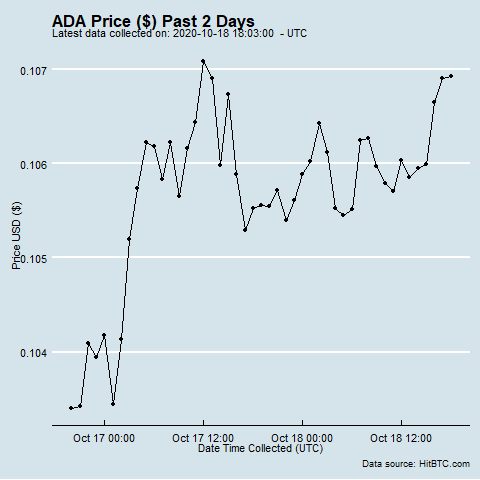 ADA Price ($) Past 2 Days
Latest data collected on: 2020-10-18 18:03:00 - UTC
0.107
0.106
0.105
0.104
Price USD ($)
Oct 17 00:00 Oct 17 12:00 Oct 18 00:00 Oct 18 12:00
Date Time Collected (UTC)
Data source: HitBTC.com